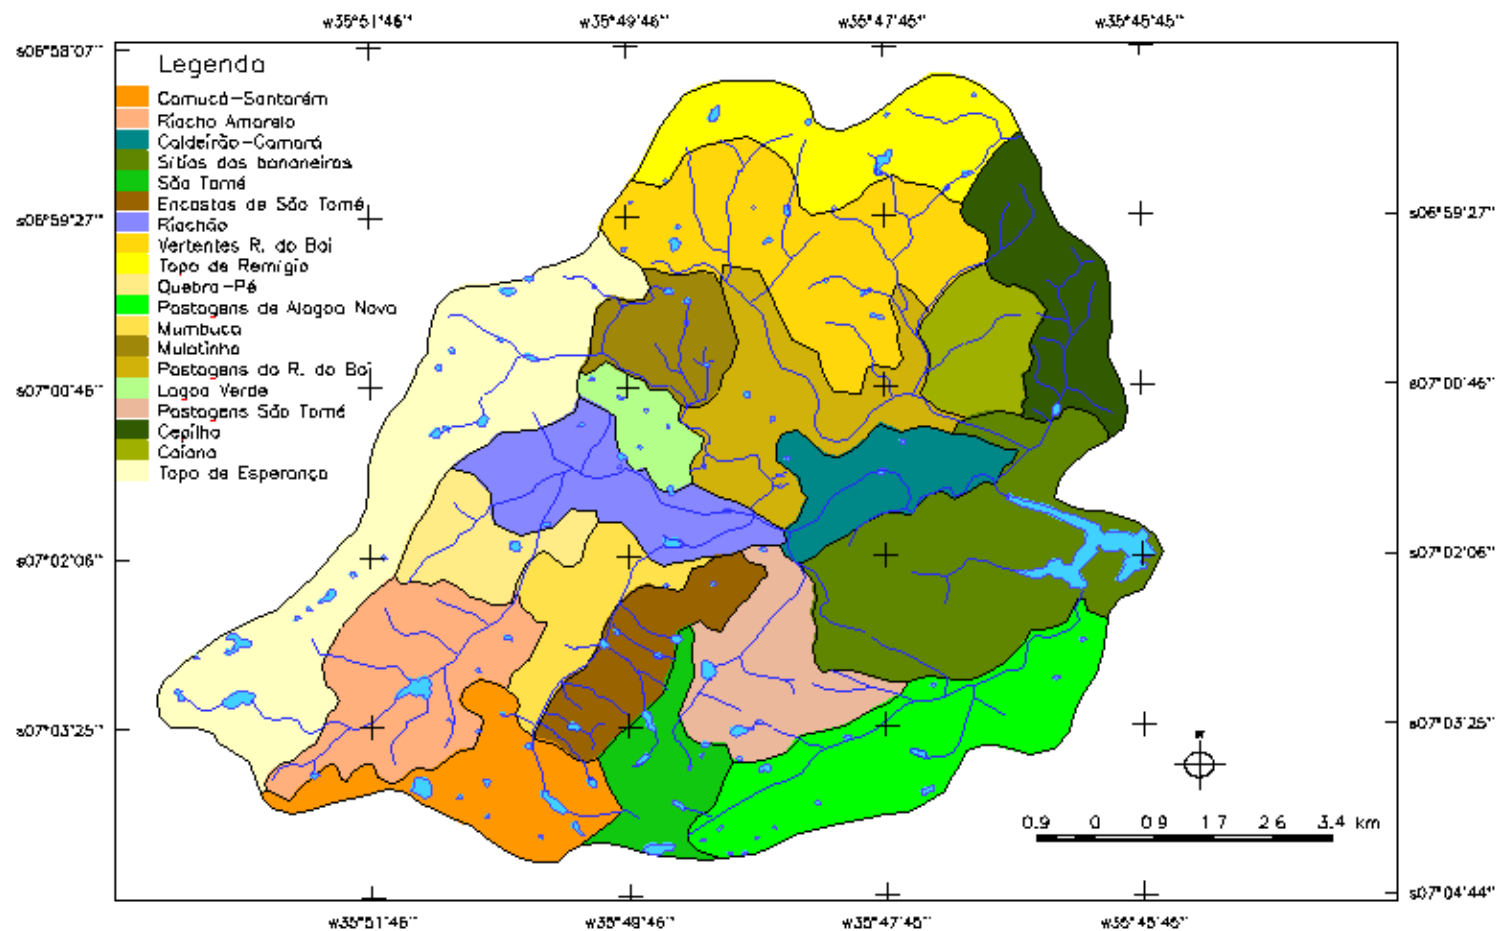 w35°51'46" w35°49'46" w35°47'45" w35°45'45"
s06°58'07"
Legenda
Camucá-Santarém
Riacho Amarelo
Caldeirão-Camará
Sítios das bananeiras
São Tomé
Encostas de São Tomé
s06°59'27" s06°59'27"
Riachão
Vertentes R. do Boi
Topo de Remígio
Quebra-Pé
Pastagens de Alagoa Nova
Mumbuca
Mulatinha
Pastagens do R. do Boi
s07°00'46" s07°00'46"
Lagoa Verde
Pastagens São Tomé
Cepilho
Caiana
Topo de Esperança
s07°02'06" s07°02'06"
s07°03'25" s07°03'25"
N
0.9 0 0.9 1.7 2.6 3.4 km
s07°04'44"
w35°51'46" w35°49'46" w35°47'45" w35°45'45"